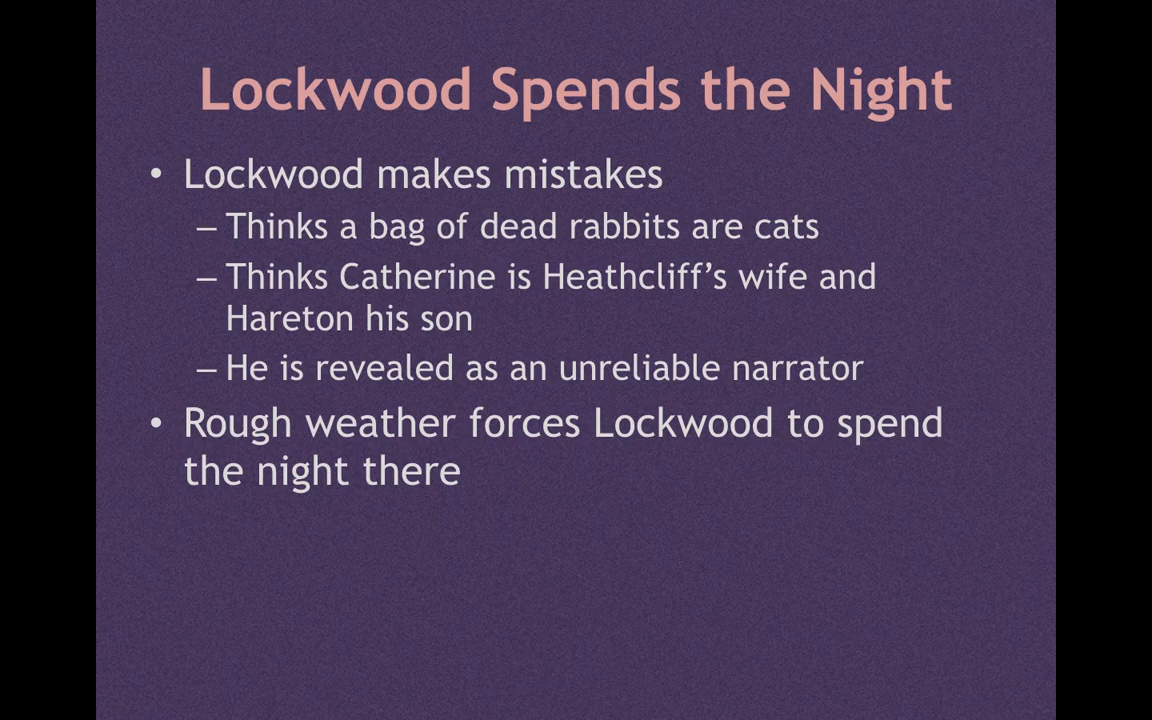 Lockwood Spends the Night
• Lockwood makes mistakes
– Thinks a bag of dead rabbits are cats
– Thinks Catherine is Heathcliff’s wife and
Hareton his son
– He is revealed as an unreliable narrator
• Rough weather forces Lockwood to spend
the night there